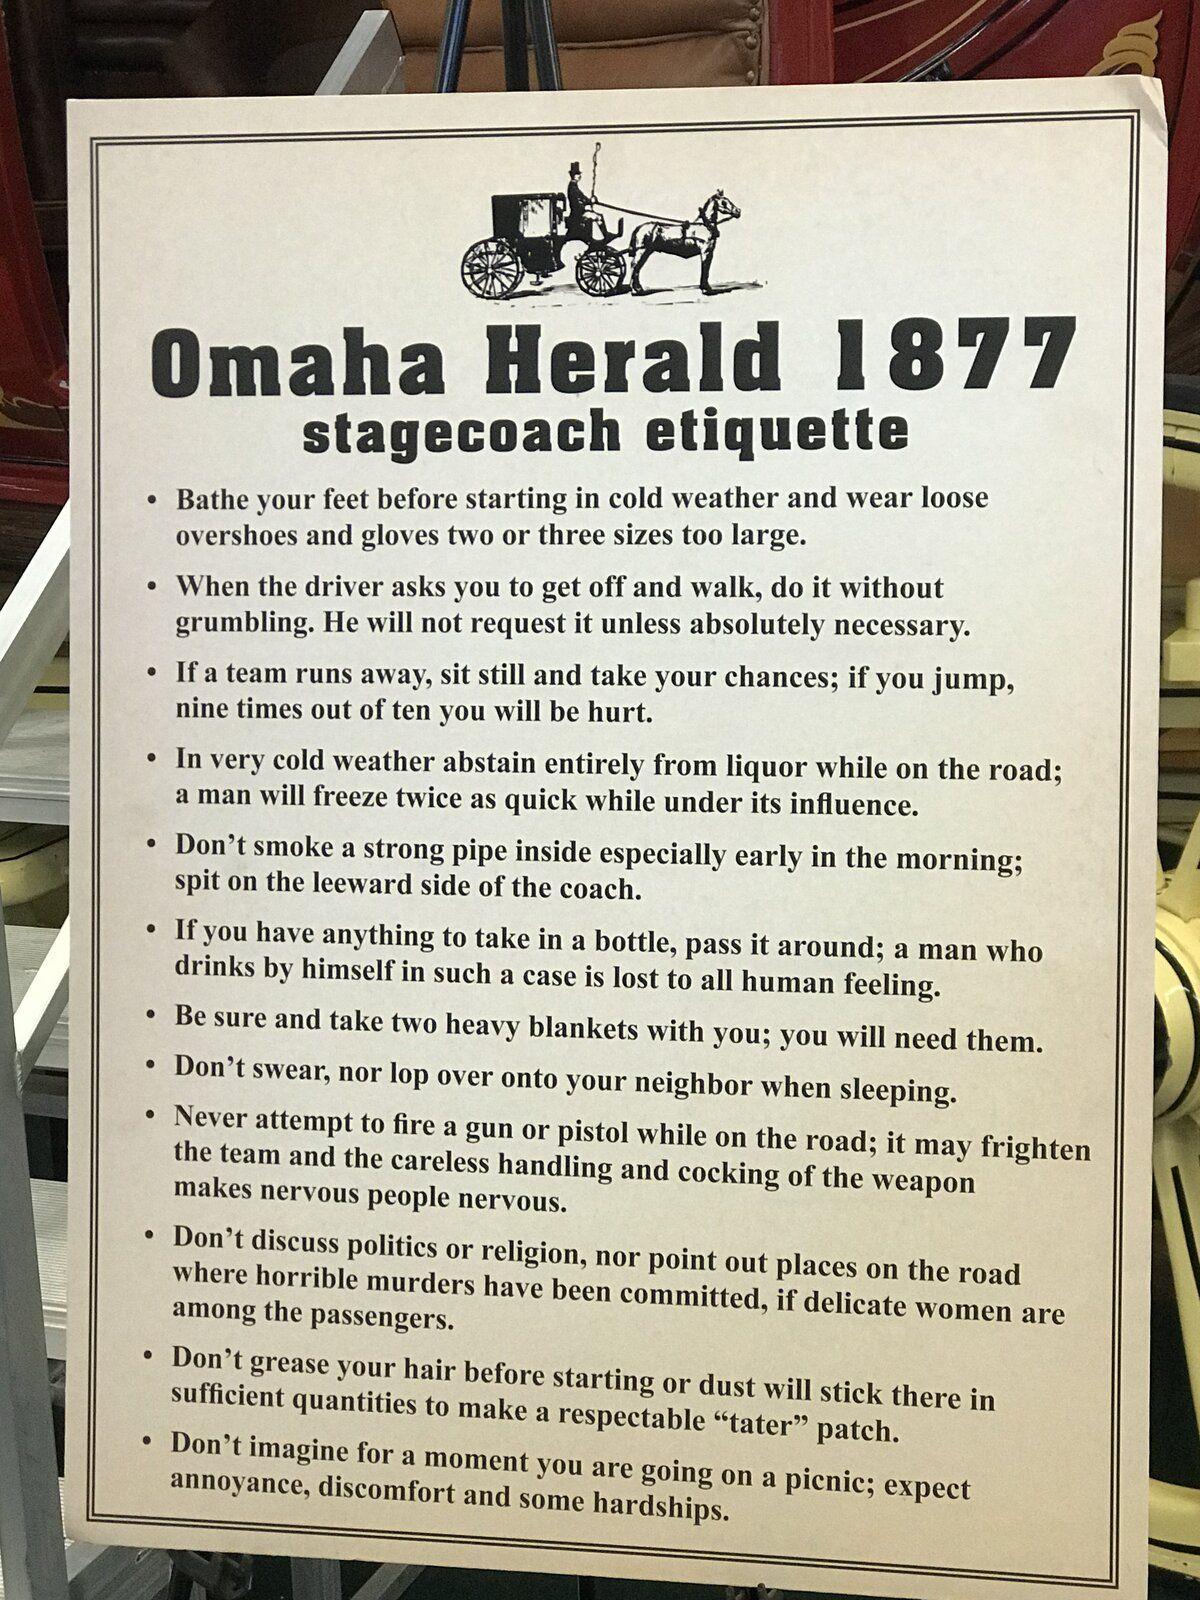 Omaha Herald 1877
stagecoach etiquette
• Bathe your feet before starting in cold weather and wear loose
overshoes and gloves two or three sizes too large.
• When the driver asks you to get off and walk, do it without
grumbling. He will not request it unless absolutely necessary.
• If a team runs away, sit still and take your chances; if you jump,
nine times out of ten you will be hurt.
• In very cold weather abstain entirely from liquor while on the road;
a man will freeze twice as quick while under its influence.
• Don’t smoke a strong pipe inside especially early in the morning;
spit on the leeward side of the coach.
• If you have anything to take in a bottle, pass it around; a man who
drinks by himself in such a case is lost to all human feeling.
• Be sure and take two heavy blankets with you; you will need them.
• Don’t swear, nor lop over onto your neighbor when sleeping.
• Never attempt to fire a gun or pistol while on the road; it may frighten
the team and the careless handling and cocking of the weapon
makes nervous people nervous.
• Don’t discuss politics or religion, nor point out places on the road
where horrible murders have been committed, if delicate women are
among the passengers.
• Don’t grease your hair before starting or dust will stick there in
sufficient quantities to make a respectable “tater” patch.
• Don’t imagine for a moment you are going on a picnic; expect
annoyance, discomfort and some hardships.